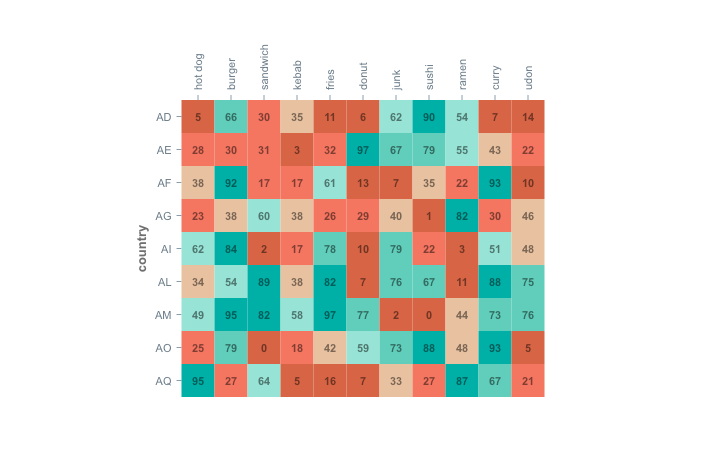 hot dog burger sandwich kebab fries donut junk sushi ramen curry udon
country
AD 5 66 30 35 11 6 62 90 54 7 14
AE 28 30 31 3 32 97 67 79 55 43 22
AF 38 92 17 17 61 13 7 35 22 93 10
AG 23 38 60 38 26 29 40 1 82 30 46
AI 62 84 2 17 78 10 79 22 3 51 48
AL 34 54 89 38 82 7 76 67 11 88 75
AM 49 95 82 58 97 77 2 0 44 73 76
AO 25 79 0 18 42 59 73 88 48 93 5
AQ 95 27 64 5 16 7 33 27 87 67 21